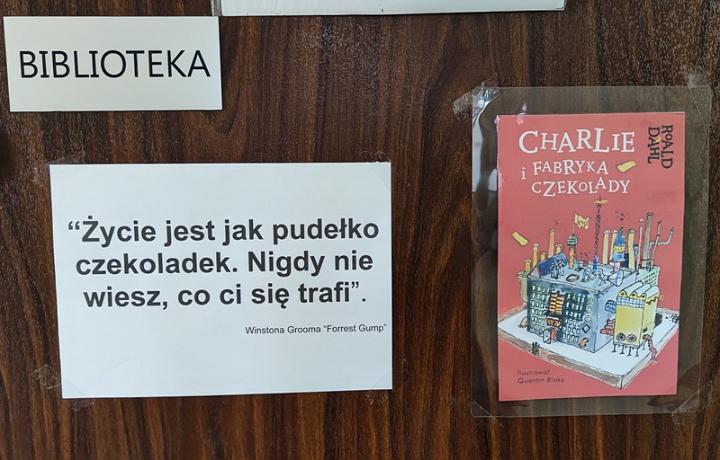 BIBLIOTEKA
“Życie jest jak pudełko
czekoladek. Nigdy nie
wiesz, co ci się trafi”.
Winstona Grooma “Forrest Gump”
ROALD
DAHL
CHARLIE
i FABRYKA
CZEKOLADY
Ilustrował
Quentin Blake